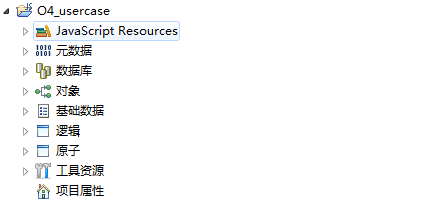 O4_usercase
JavaScript Resources
元数据
数据库
对象
基础数据
逻辑
原子
工具资源
项目属性